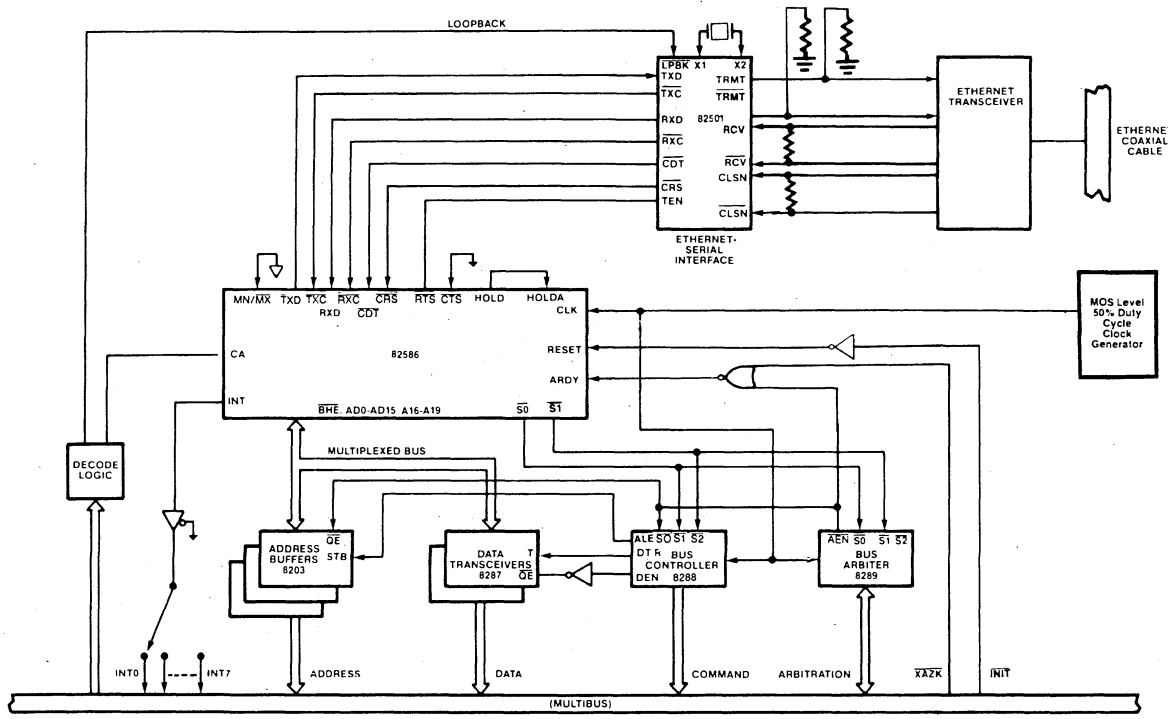 LOOPBACK
LPBK X1 X2
TXD TRMT
TXC TRMT
RXD 82501
RCV
RXC
CDT RCV
CLSN
CRS
TEN
CLSN
ETHERNET-
SERIAL
INTERFACE
ETHERNET
TRANSCEIVER
ETHERNET
COAXIAL
CABLE
MN/MX TXD TXC RXC CRS RTS CTS HOLD HOLDA
RXD CDT
CLK
CA 82586 RESET
ARDY
INT
BHE. AD0-AD15 A16-A19 S0 S1
MOS Level
50% Duty
Cycle
Clock
Generator
DECODE
LOGIC
MULTIPLEXED BUS
OE
ADDRESS
BUFFERS
8203
STB
DATA
TRANSCEIVERS
8287
T
OE
ALE SO S1 S2
DT R BUS
CONTROLLER
DEN 8288
AEN S0 S1 S2
BUS
ARBITER
8289
INT0 INT7 ADDRESS DATA COMMAND ARBITRATION XAZK INIT
(MULTIBUS)